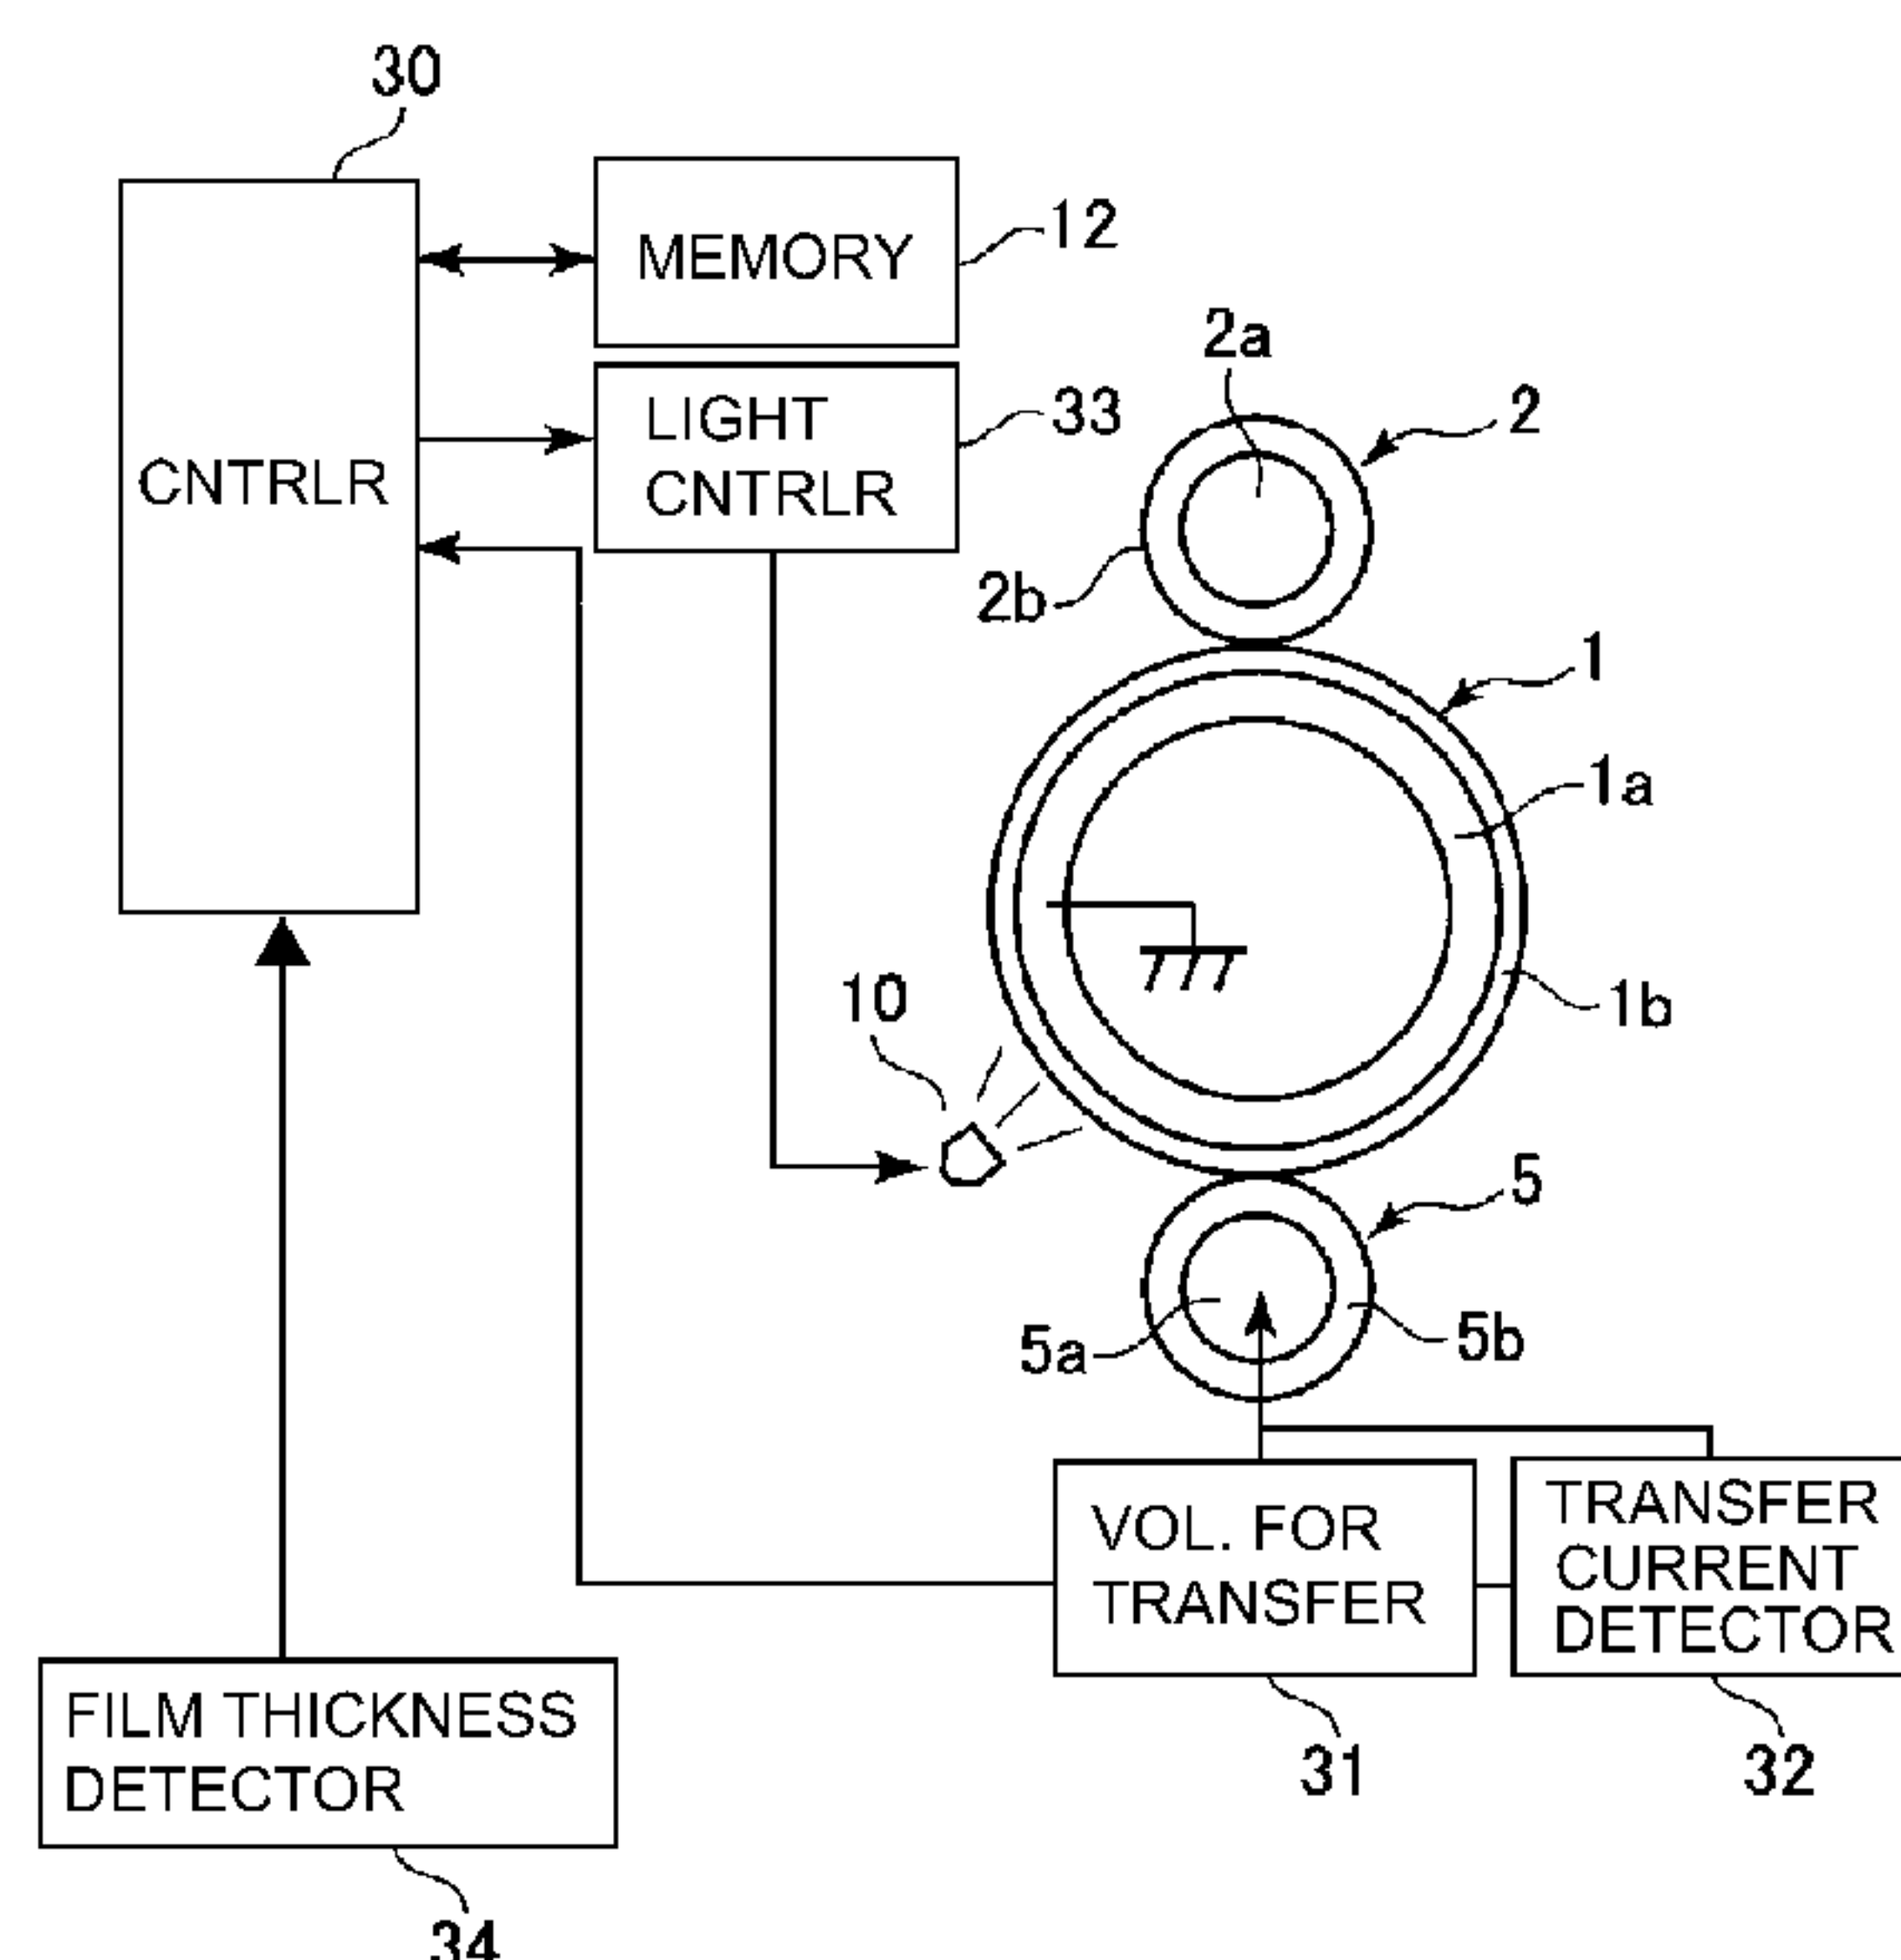 30
MEMORY
12
2a
LIGHT
CNTRLR
33
2
CNTRLR
2b
1
1a
10
1b
5
5a
5b
VOL. FOR
TRANSFER
TRANSFER
CURRENT
DETECTOR
FILM THICKNESS
DETECTOR
31
32
34